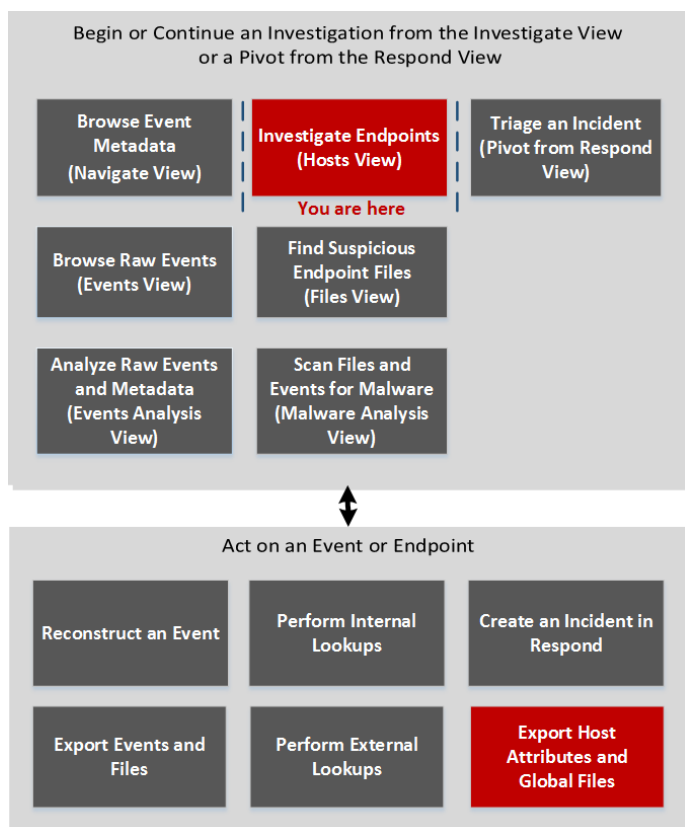 Begin or Continue an Investigation from the Investigate View
or a Pivot from the Respond View
Browse Event
Metadata
(Navigate View)
Investigate Endpoints
(Hosts View)
Triage an Incident
(Pivot from Respond
View)
You are here
Browse Raw Events
(Events View)
Find Suspicious
Endpoint Files
(Files View)
Analyze Raw Events
and Metadata
(Events Analysis
View)
Scan Files and
Events for Malware
(Malware Analysis
View)
Act on an Event or Endpoint
Reconstruct an Event
Perform Internal
Lookups
Create an Incident in
Respond
Export Events and
Files
Perform External
Lookups
Export Host
Attributes and
Global Files